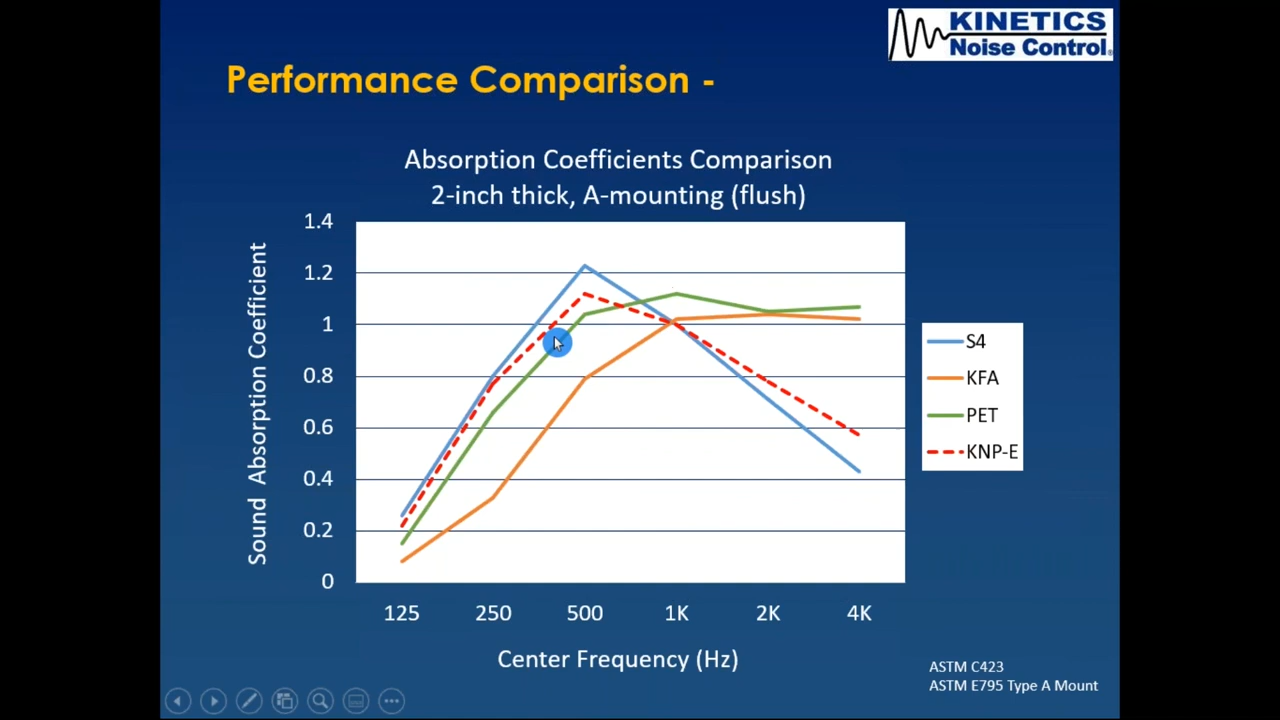 KINETICS
Noise Control®
Performance Comparison -
Absorption Coefficients Comparison
2-inch thick, A-mounting (flush)
Sound Absorption Coefficient
1.4
1.2
1
0.8
0.6
0.4
0.2
0
125 250 500 1K 2K 4K
Center Frequency (Hz)
S4
KFA
PET
KNP-E
ASTM C423
ASTM E795 Type A Mount